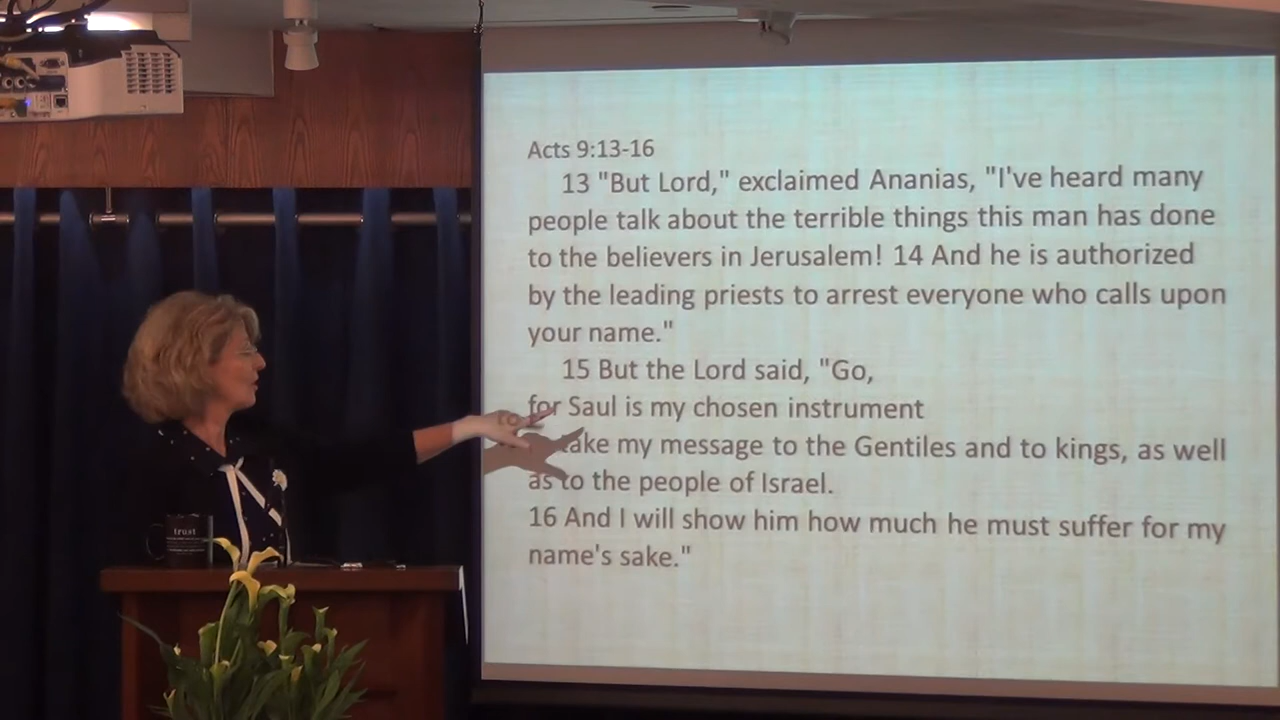 Acts 9:13-16
13 "But Lord," exclaimed Ananias, "I've heard many
people talk about the terrible things this man has done
to the believers in Jerusalem! 14 And he is authorized
by the leading priests to arrest everyone who calls upon
your name."
15 But the Lord said, "Go,
for Saul is my chosen instrument
take my message to the Gentiles and to kings, as well
as to the people of Israel.
16 And I will show him how much he must suffer for my
name's sake."
trust